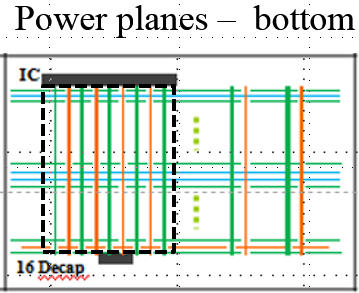 Power planes – bottom
IC
16 Decap